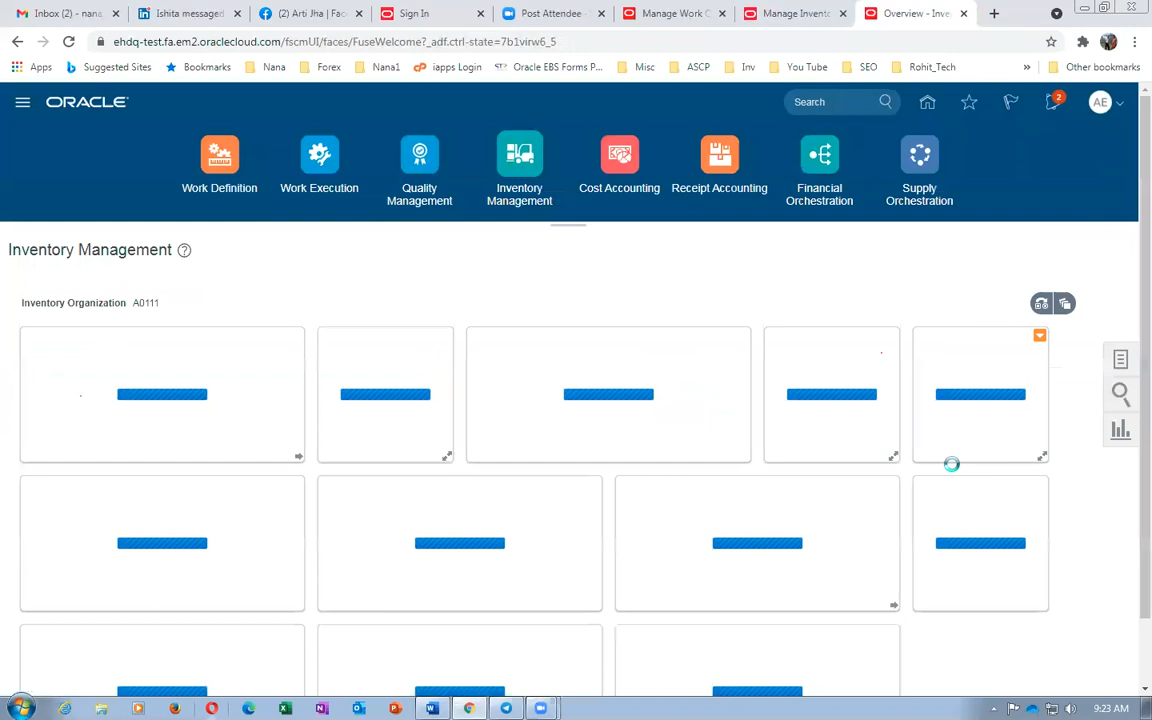 Inbox (2) - nana
Ishita messaged
(2) Arti Jha | Fac
Sign In
Post Attendee -
Manage Work C
Manage Invento
Overview - Inve
ehdq-test.fa.em2.oraclecloud.com/fscmUI/faces/FuseWelcome?_adf.ctrl-state=7b1virw6_5
Apps
Suggested Sites
Bookmarks
Nana
Forex
Nana1
iapps Login
Oracle EBS Forms P...
Misc
ASCP
Inv
You Tube
SEO
Rohit_Tech
»
Other bookmarks
ORACLE
Search
2
AE
Work Definition
Work Execution
Quality
Management
Inventory
Management
Cost Accounting
Receipt Accounting
Financial
Orchestration
Supply
Orchestration
Inventory Management
Inventory Organization A0111
9:23 AM